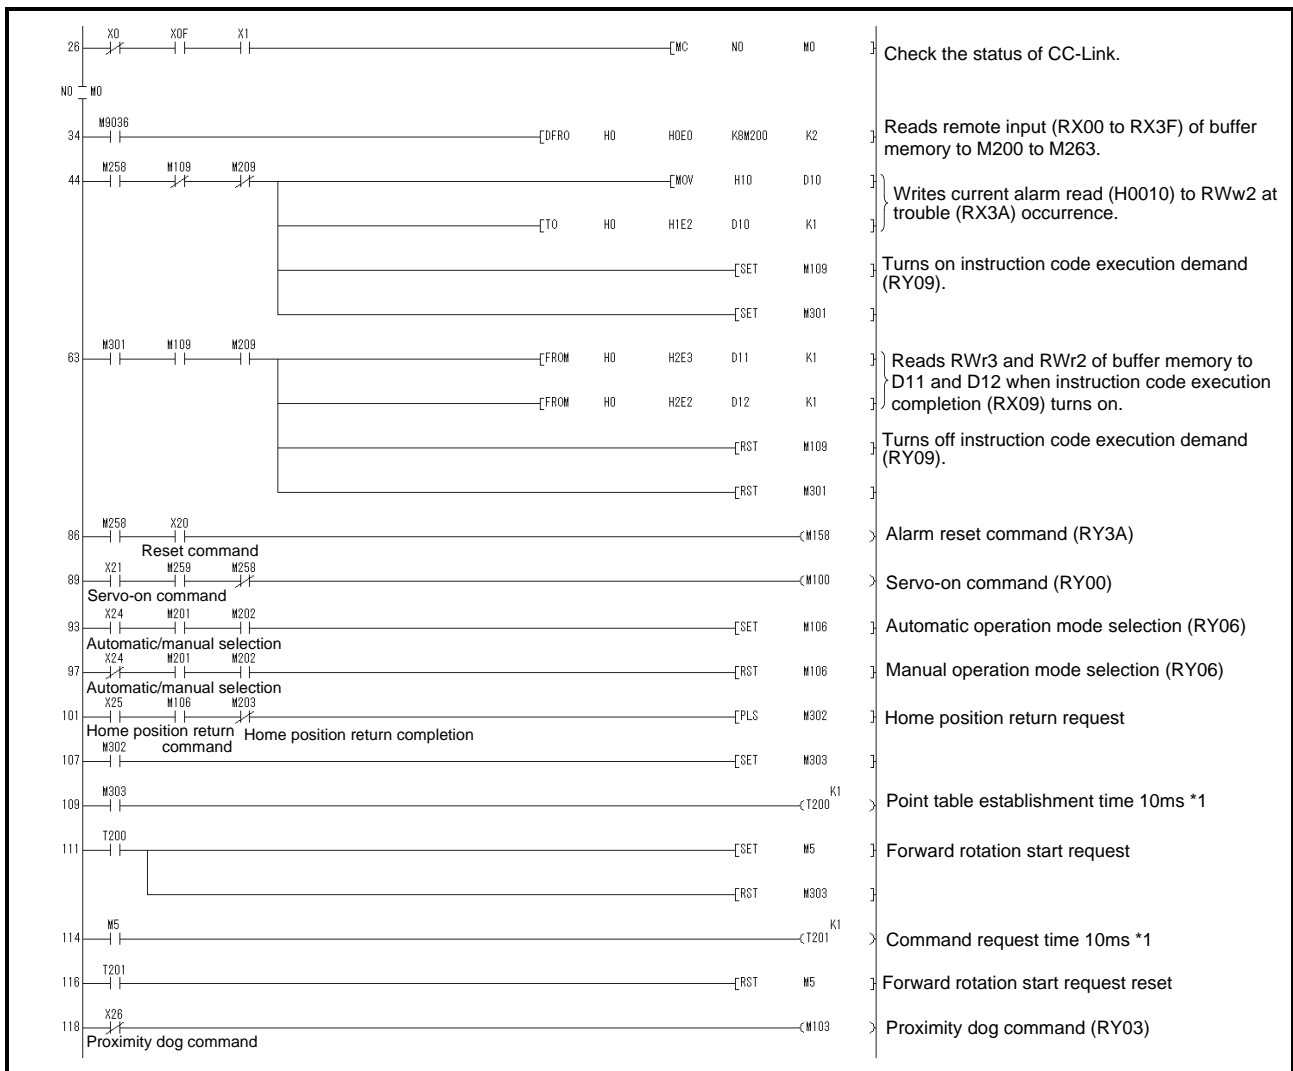 X0 X0F X1
26 [MC N0 M0 ] Check the status of CC-Link.
N0 M0
M9036
34 [DFRO H0 H0E0 K8M200 K2 ] Reads remote input (RX00 to RX3F) of buffer
memory to M200 to M263.
M258 M109 M209
44 [MOV H10 D10 ] Writes current alarm read (H0010) to RWw2 at
trouble (RX3A) occurrence.
[TO H0 H1E2 D10 K1 ]
[SET M109 ] Turns on instruction code execution demand
(RY09).
[SET M301 ]
M301 M109 M209
63 [FROM H0 H2E3 D11 K1 ] Reads RWr3 and RWr2 of buffer memory to
D11 and D12 when instruction code execution
[FROM H0 H2E2 D12 K1 ] completion (RX09) turns on.
[RST M109 ] Turns off instruction code execution demand
(RY09).
[RST M301 ]
M258 X20
86 (M158 ) Alarm reset command (RY3A)
Reset command
X21 M259 M258
89 (M100 ) Servo-on command (RY00)
Servo-on command
X24 M201 M202
93 [SET M106 ] Automatic operation mode selection (RY06)
Automatic/manual selection
X24 M201 M202
97 [RST M106 ] Manual operation mode selection (RY06)
Automatic/manual selection
X25 M106 M203
101 [PLS M302 ] Home position return request
Home position return Home position return completion
command
M302
107 [SET M303 ]
M303 K1
109 (T200 ) Point table establishment time 10ms *1
T200
111 [SET M5 ] Forward rotation start request
[RST M303 ]
M5 K1
114 (T201 ) Command request time 10ms *1
T201
116 [RST M5 ] Forward rotation start request reset
X26
118 (M103 ) Proximity dog command (RY03)
Proximity dog command